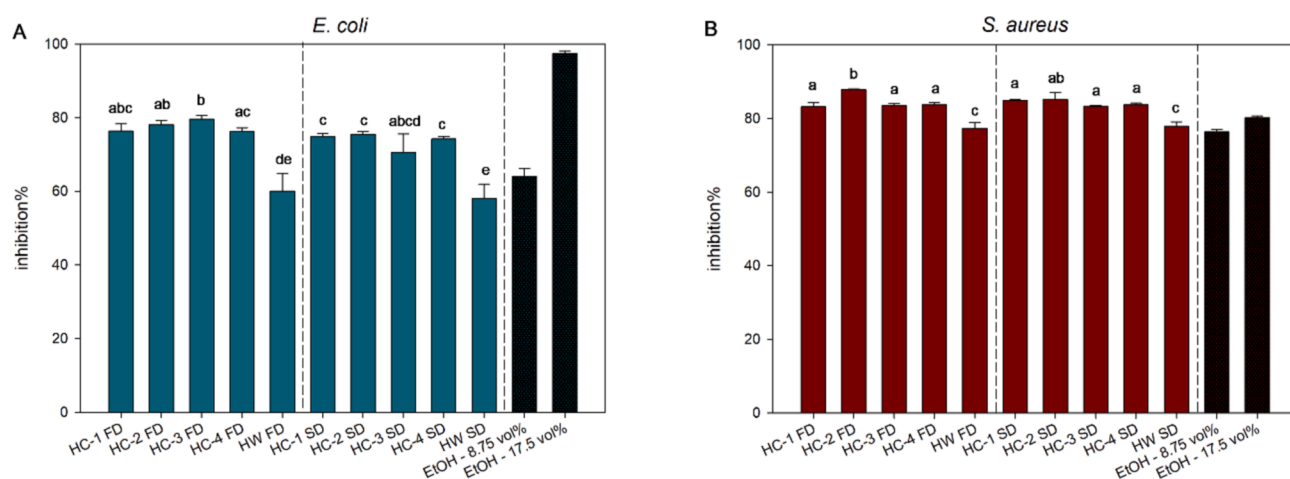 A
E. coli
inhibition%
100
80
60
40
20
0
abc
ab
b
ac
de
c
c
abcd
c
e
HC-1 FD
HC-2 FD
HC-3 FD
HC-4 FD
HW FD
HC-1 SD
HC-2 SD
HC-3 SD
HC-4 SD
HW SD
EtOH - 8.75 vol%
EtOH - 17.5 vol%
B
S. aureus
inhibition%
100
80
60
40
20
0
a
b
a
a
c
a
ab
a
a
c
HC-1 FD
HC-2 FD
HC-3 FD
HC-4 FD
HW FD
HC-1 SD
HC-2 SD
HC-3 SD
HC-4 SD
HW SD
EtOH - 8.75 vol%
EtOH - 17.5 vol%